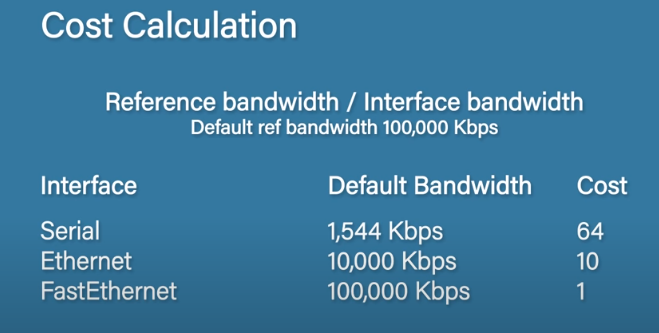 Cost Calculation
Reference bandwidth / Interface bandwidth
Default ref bandwidth 100,000 Kbps
Interface Default Bandwidth Cost
Serial 1,544 Kbps 64
Ethernet 10,000 Kbps 10
FastEthernet 100,000 Kbps 1